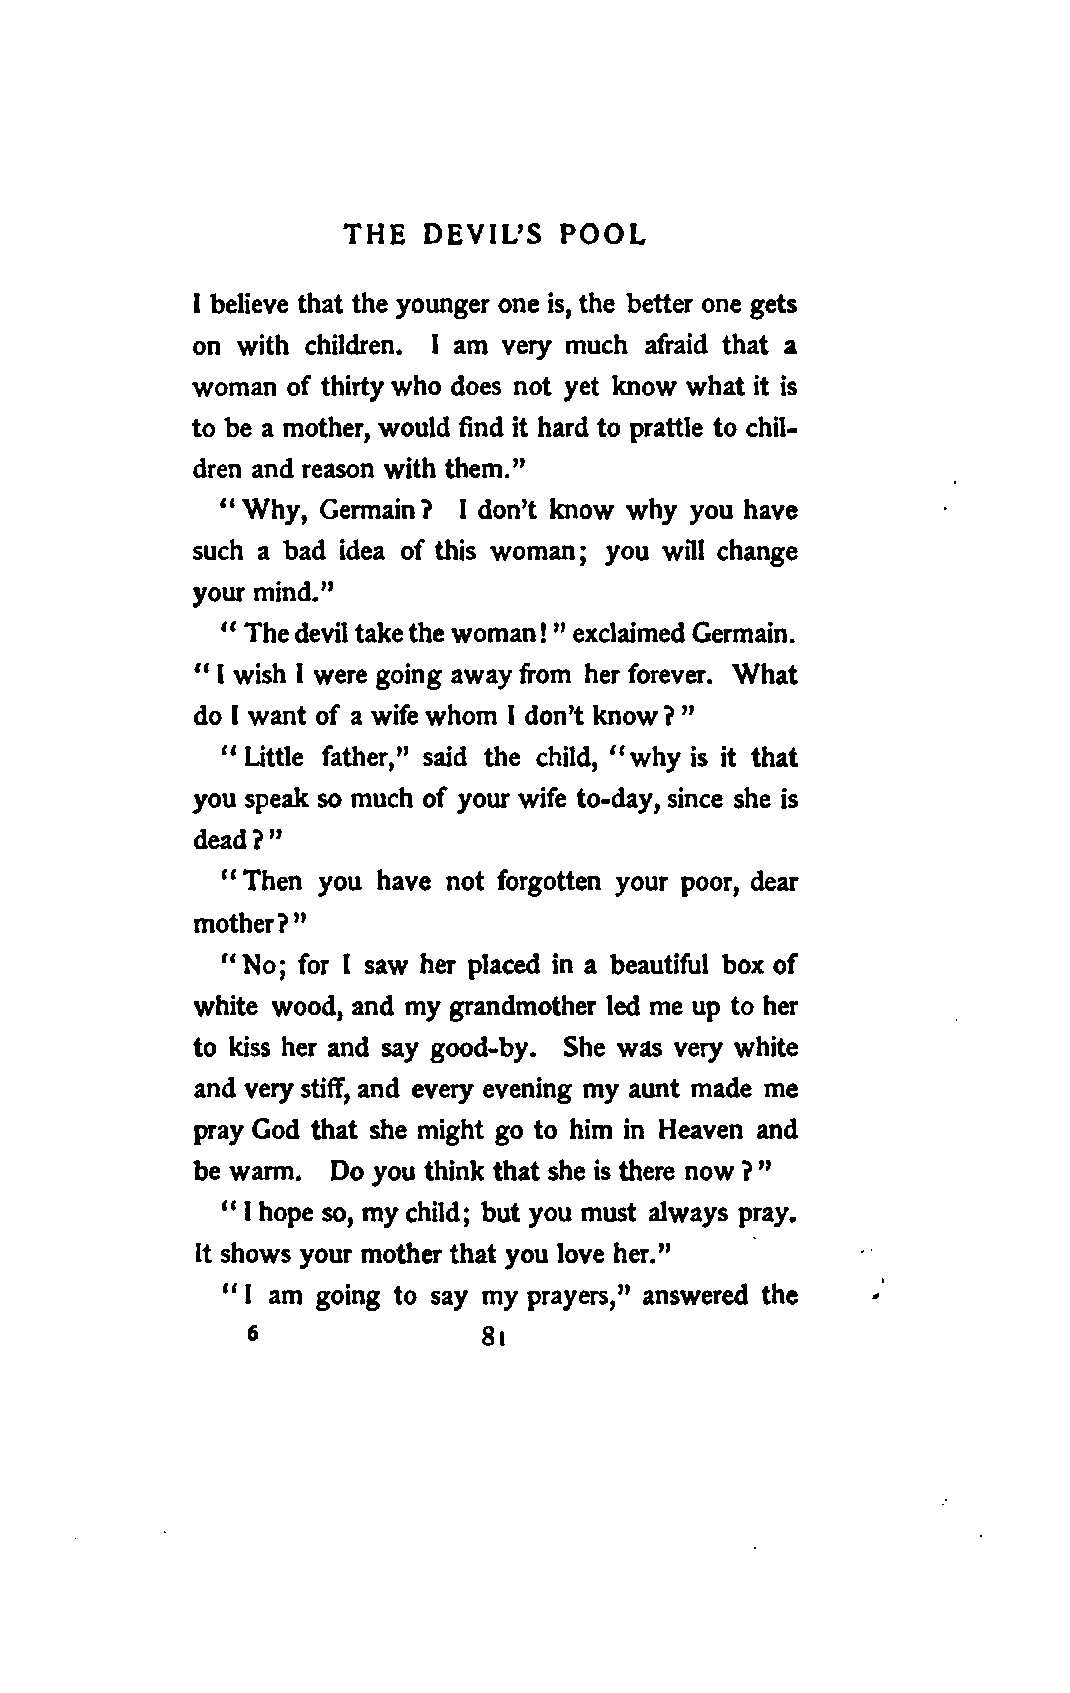 THE DEVIL'S POOL
I believe that the younger one is, the better one gets
on with children. I am very much afraid that a
woman of thirty who does not yet know what it is
to be a mother, would find it hard to prattle to chil-
dren and reason with them."
"Why, Germain? I don't know why you have
such a bad idea of this woman; you will change
your mind."
"The devil take the woman!" exclaimed Germain.
"I wish I were going away from her forever. What
do I want of a wife whom I don't know?"
"Little father," said the child, "why is it that
you speak so much of your wife to-day, since she is
dead?"
"Then you have not forgotten your poor, dear
mother?"
"No; for I saw her placed in a beautiful box of
white wood, and my grandmother led me up to her
to kiss her and say good-by. She was very white
and very stiff, and every evening my aunt made me
pray God that she might go to him in Heaven and
be warm. Do you think that she is there now?"
"I hope so, my child; but you must always pray.
It shows your mother that you love her."
"I am going to say my prayers," answered the
6 81